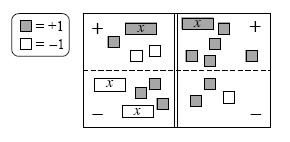 = +1
= −1
+ x x +
x
x
− −